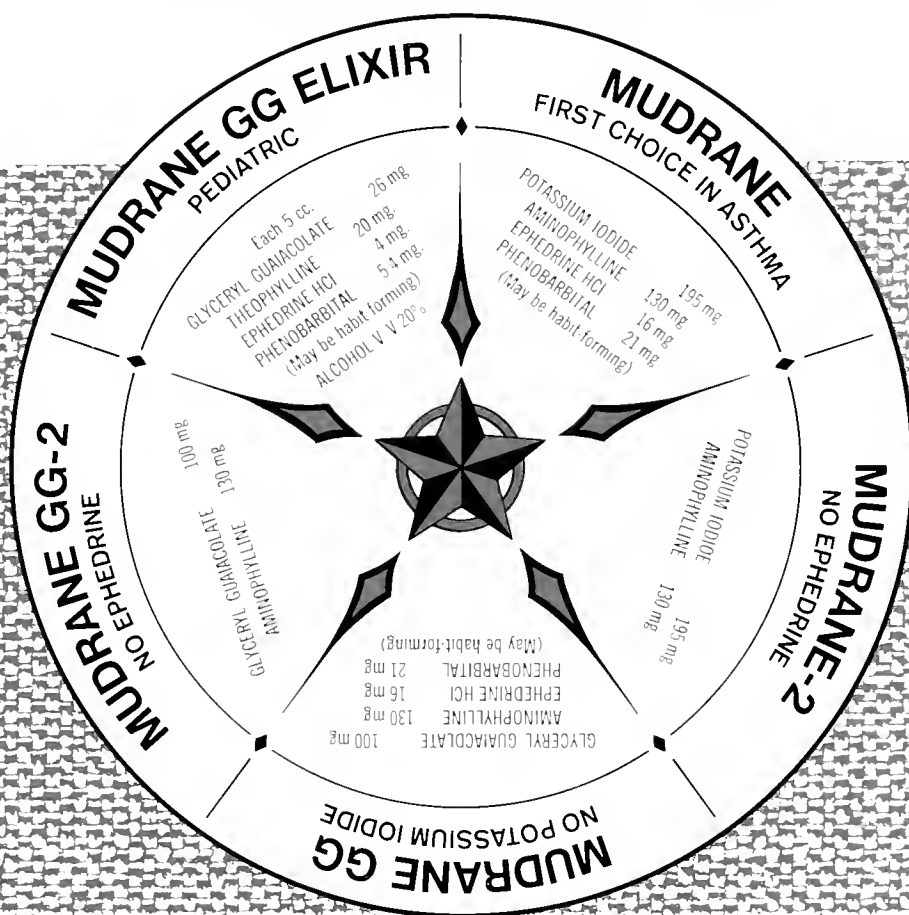 MUDRANE GG ELIXIR
PEDIATRIC
Each 5 cc.
GLYCERYL GUAIACOLATE 26 mg
THEOPHYLLINE 20 mg.
EPHEDRINE HCl 4 mg.
PHENOBARBITAL 5.4 mg.
(May be habit forming)
ALCOHOL V V 20%
MUDRANE
FIRST CHOICE IN ASTHMA
POTASSIUM IODIDE 195 mg
AMINOPHYLLINE 130 mg
EPHEDRINE HCl 16 mg
PHENOBARBITAL 21 mg
(May be habit-forming)
MUDRANE-2
NO EPHEDRINE
POTASSIUM IODIDE 195 mg
AMINOPHYLLINE 130 mg
MUDRANE GG
NO POTASSIUM IODIDE
GLYCERYL GUAIACOLATE 100 mg
AMINOPHYLLINE 130 mg
EPHEDRINE HCl 16 mg
PHENOBARBITAL 21 mg
(May be habit-forming)
MUDRANE GG-2
NO EPHEDRINE
GLYCERYL GUAIACOLATE 100 mg
AMINOPHYLLINE 130 mg